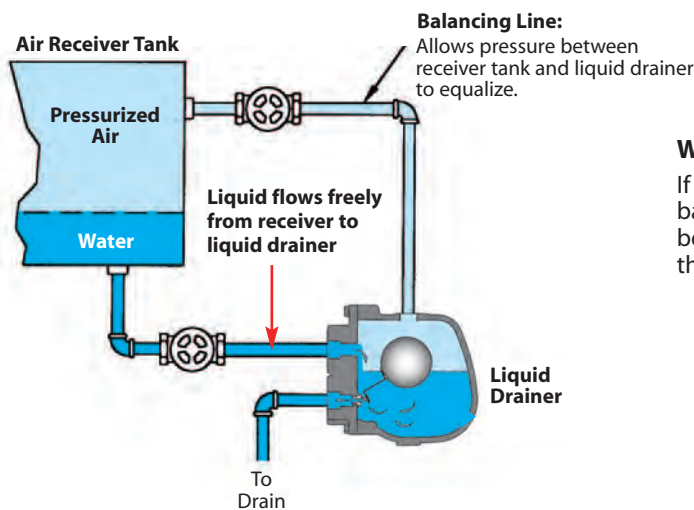 Balancing Line:
Allows pressure between
receiver tank and liquid drainer
to equalize.
Air Receiver Tank
Pressurized
Air
Water
Liquid flows freely
from receiver to
liquid drainer
Liquid
Drainer
To
Drain
If